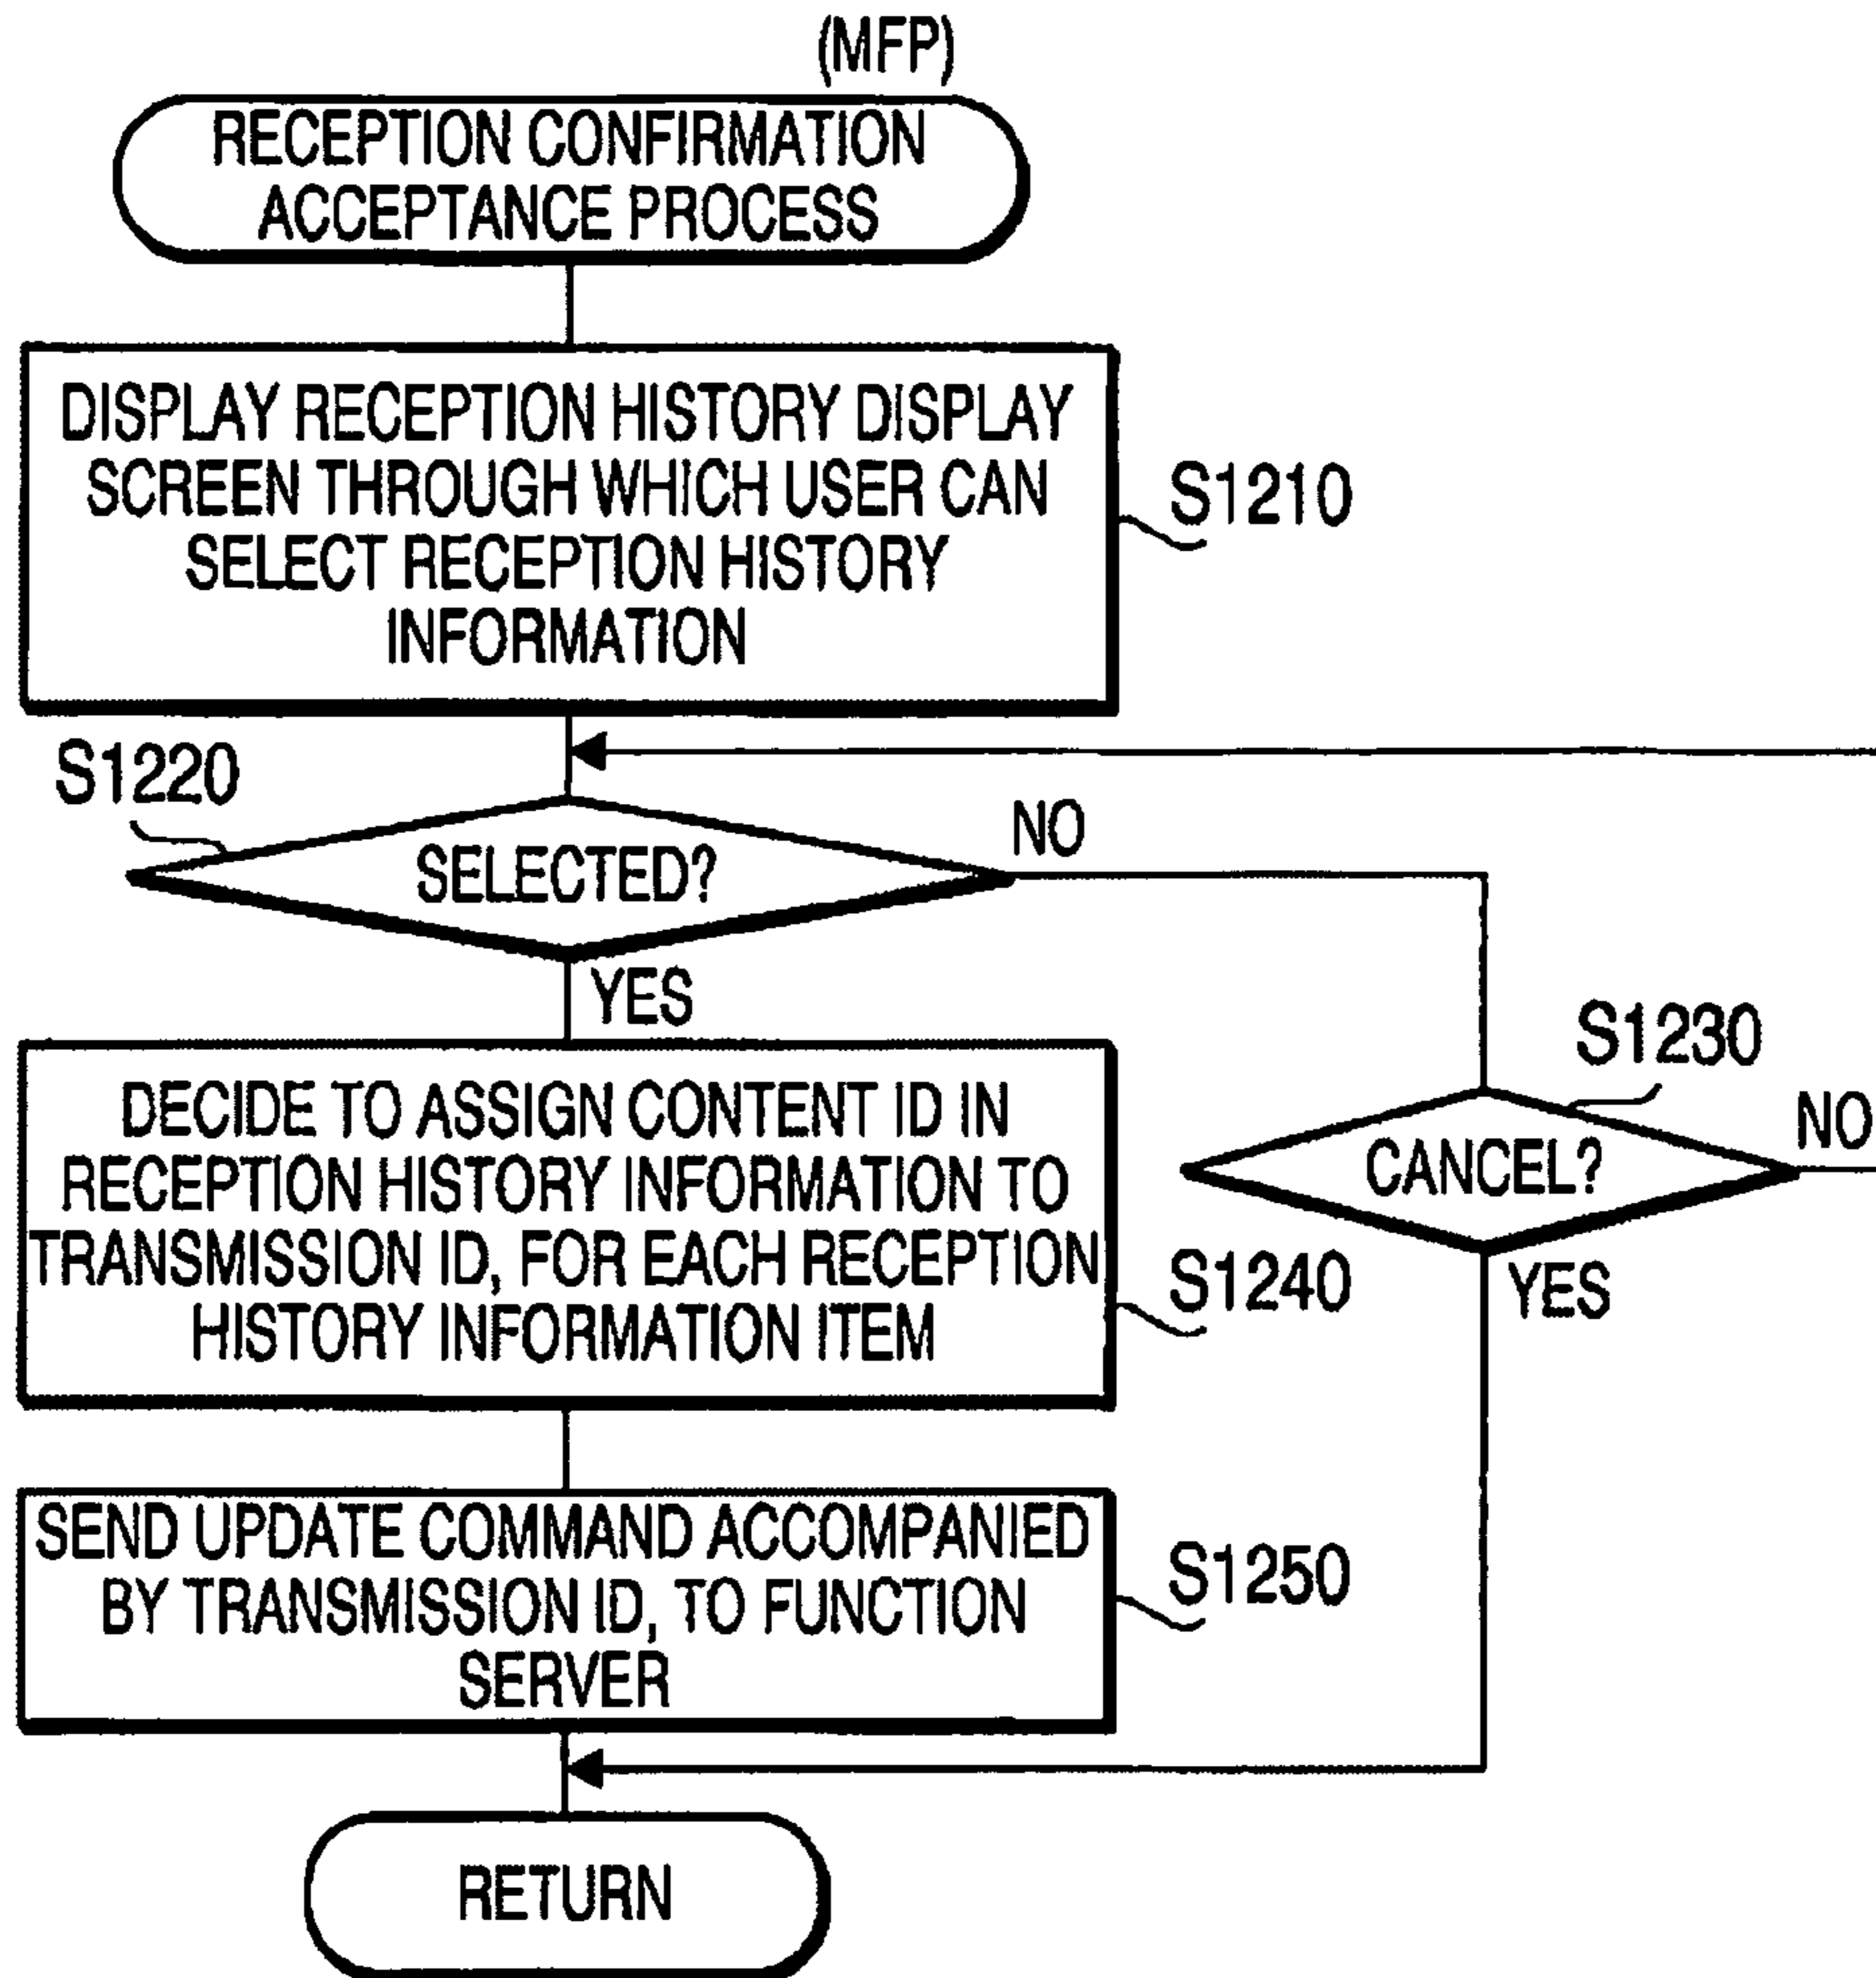 (MFP)
RECEPTION CONFIRMATION
ACCEPTANCE PROCESS
DISPLAY RECEPTION HISTORY DISPLAY
SCREEN THROUGH WHICH USER CAN
SELECT RECEPTION HISTORY
INFORMATION
S1210
S1220
SELECTED?
NO
YES
S1230
CANCEL?
NO
YES
DECIDE TO ASSIGN CONTENT ID IN
RECEPTION HISTORY INFORMATION TO
TRANSMISSION ID, FOR EACH RECEPTION
HISTORY INFORMATION ITEM
S1240
SEND UPDATE COMMAND ACCOMPANIED
BY TRANSMISSION ID, TO FUNCTION
SERVER
S1250
RETURN